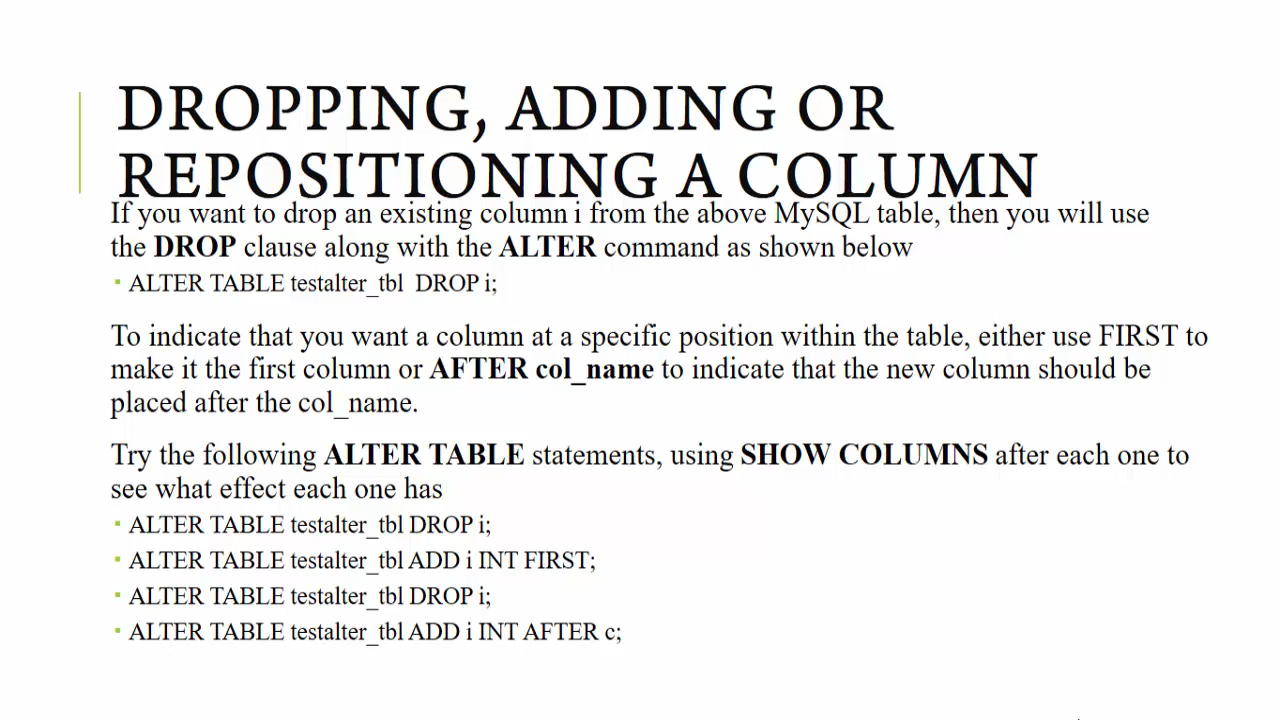 DROPPING, ADDING OR
REPOSITIONING A COLUMN
If you want to drop an existing column i from the above MySQL table, then you will use
the DROP clause along with the ALTER command as shown below
▪ ALTER TABLE testalter_tbl  DROP i;
To indicate that you want a column at a specific position within the table, either use FIRST to
make it the first column or AFTER col_name to indicate that the new column should be
placed after the col_name.
Try the following ALTER TABLE statements, using SHOW COLUMNS after each one to
see what effect each one has
▪ ALTER TABLE testalter_tbl DROP i;
▪ ALTER TABLE testalter_tbl ADD i INT FIRST;
▪ ALTER TABLE testalter_tbl DROP i;
▪ ALTER TABLE testalter_tbl ADD i INT AFTER c;